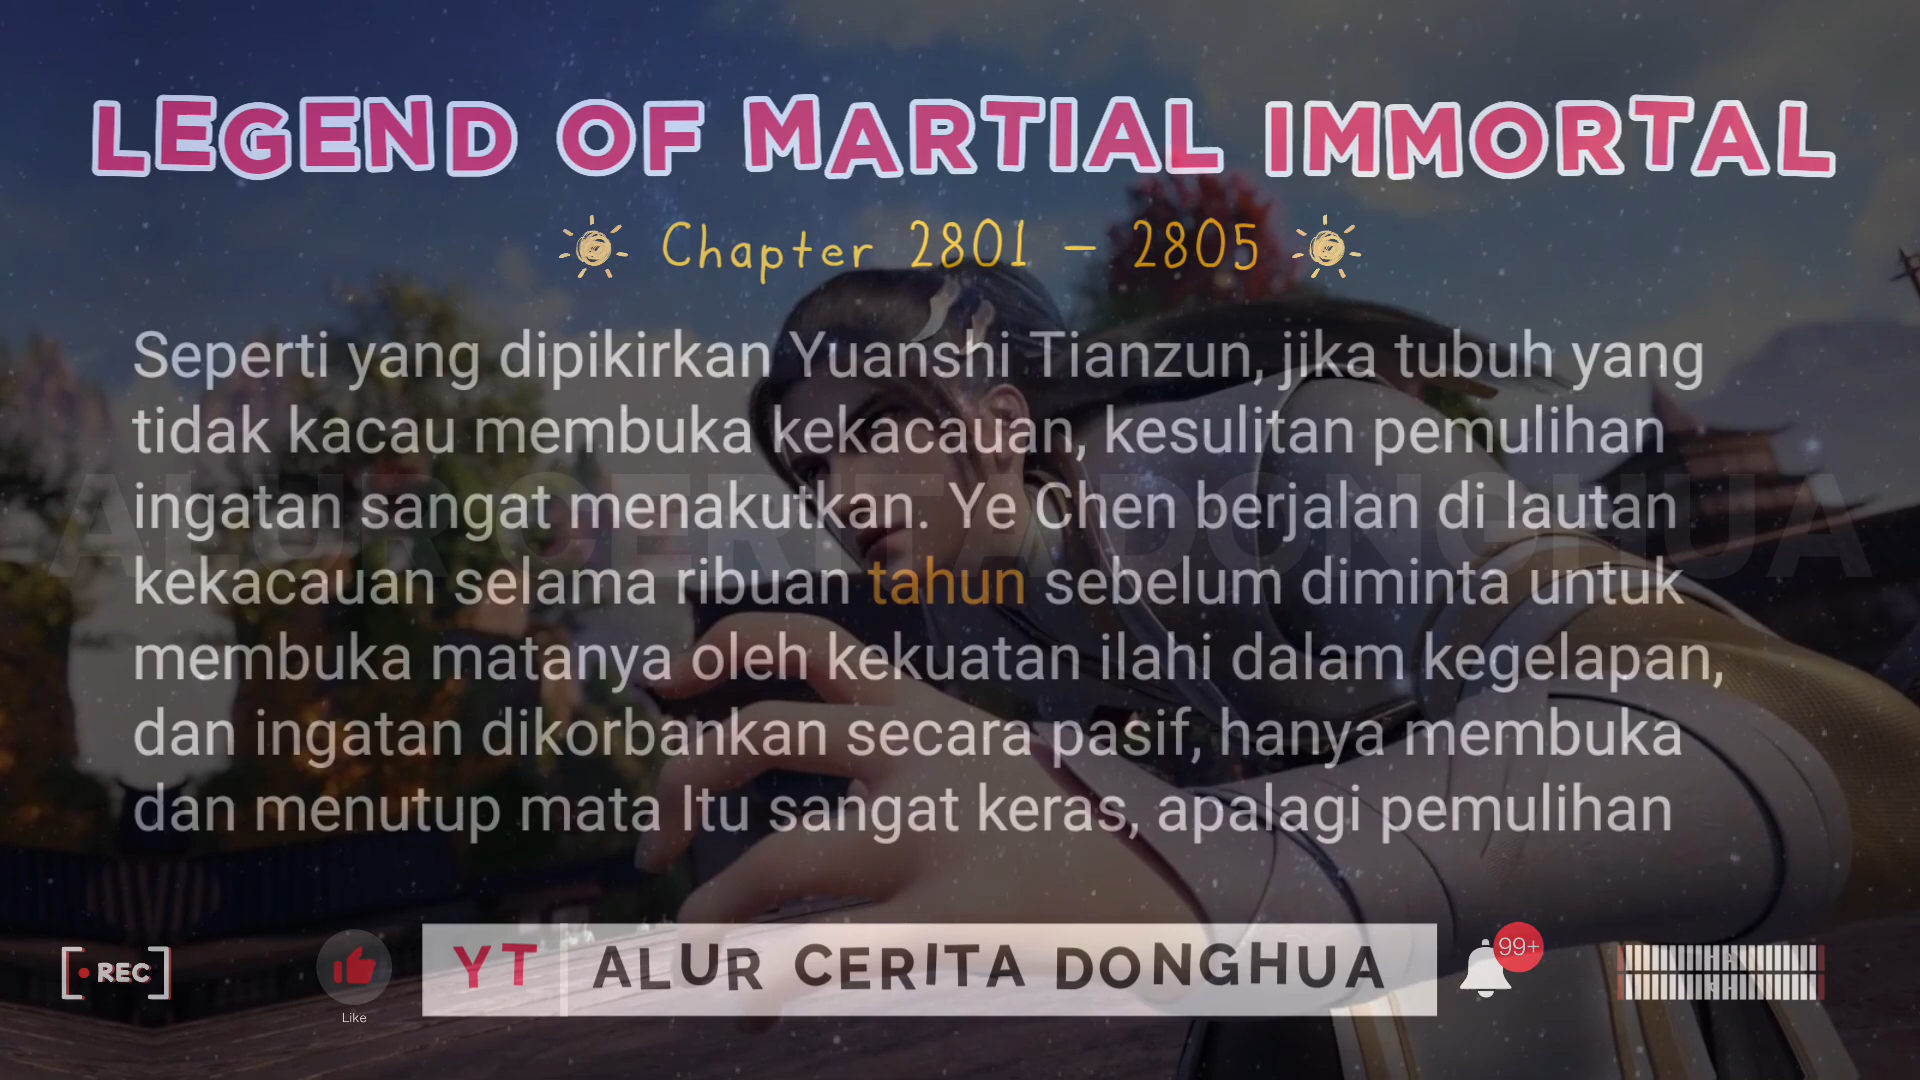 LEGEND OF MARTIAL IMMORTAL
Chapter 2801 - 2805
Seperti yang dipikirkan Yuanshi Tianzun, jika tubuh yang
tidak kacau membuka kekacauan, kesulitan pemulihan
ingatan sangat menakutkan. Ye Chen berjalan di lautan
kekacauan selama ribuan tahun sebelum diminta untuk
membuka matanya oleh kekuatan ilahi dalam kegelapan,
dan ingatan dikorbankan secara pasif, hanya membuka
dan menutup mata Itu sangat keras, apalagi pemulihan
ALUR CERITA DONGHUA
REC
Like
YT ALUR CERITA DONGHUA
99+